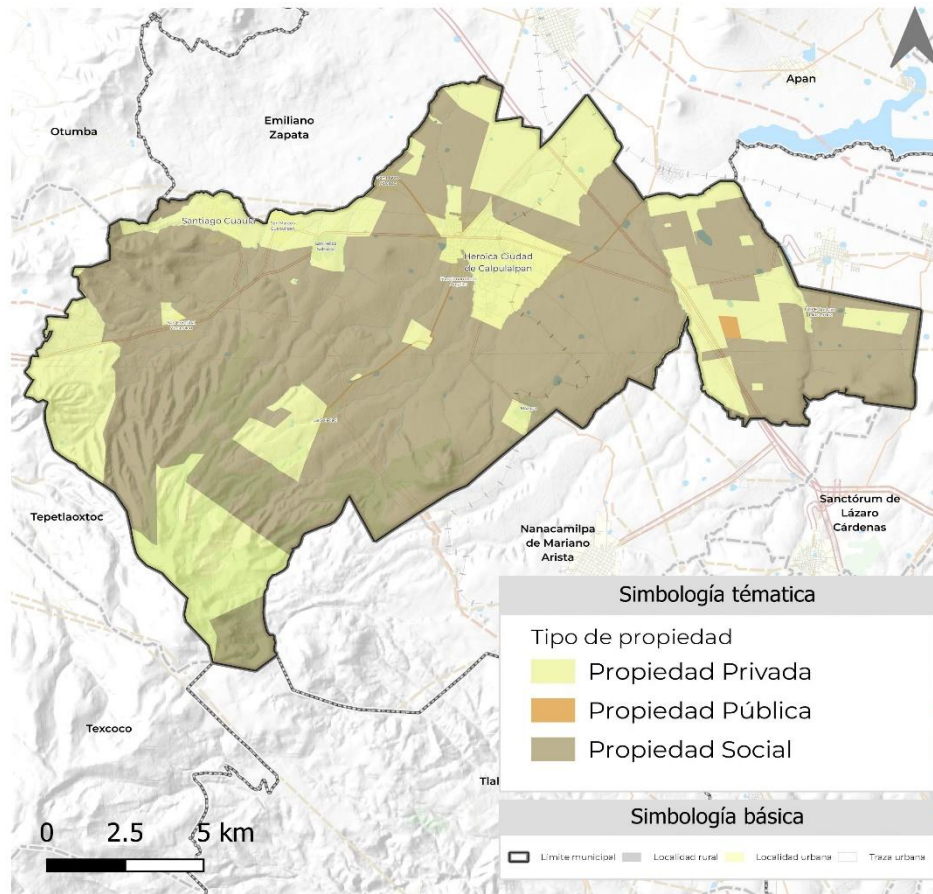 Apan
Otumba
Emiliano
Zapata
Santiago Cuaula
Heroica Ciudad
de Calpulalpan
Tepetlaoxtoc
Sanctórum de
Lázaro
Cárdenas
Nanacamilpa
de Mariano
Arista
Texcoco
Tlal
0 2.5 5 km
Simbología témática
Tipo de propiedad
Propiedad Privada
Propiedad Pública
Propiedad Social
Simbología básica
Límite municipal Localidad rural Localidad urbana Traza urbana